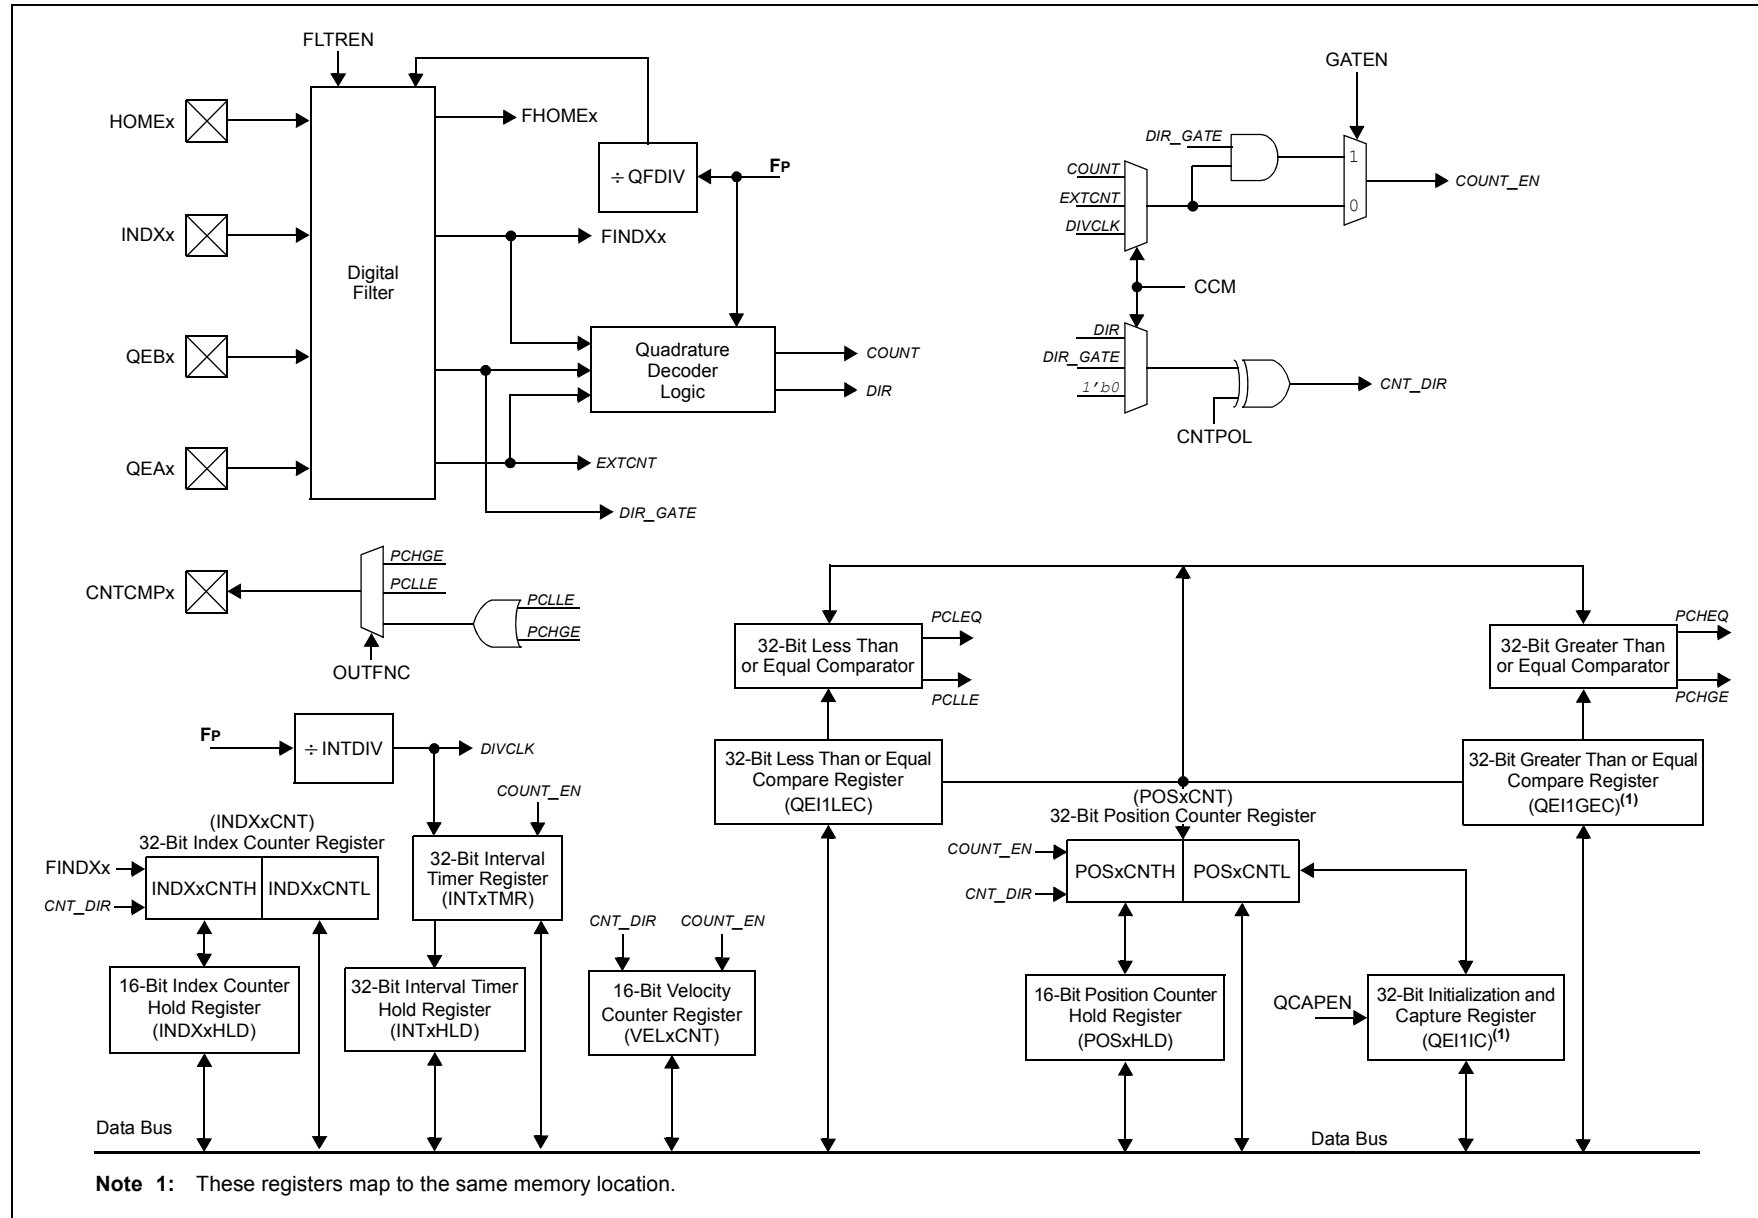 FLTREN
HOMEx
FHOMEx
÷ QFDIV
FP
INDXx
FINDXx
Digital
Filter
QEBx
Quadrature
Decoder
Logic
COUNT
DIR
QEAx
EXTCNT
DIR_GATE
GATEN
DIR_GATE
COUNT
EXTCNT
DIVCLK
1
0
COUNT_EN
CCM
DIR
DIR_GATE
1'b0
CNT_DIR
CNTPOL
CNTCMPx
PCHGE
PCLLE
PCLLE
PCHGE
OUTFNC
32-Bit Less Than
or Equal Comparator
PCLEQ
PCLLE
32-Bit Greater Than
or Equal Comparator
PCHEQ
PCHGE
FP
÷ INTDIV
DIVCLK
COUNT_EN
32-Bit Less Than or Equal
Compare Register
(QEI1LEC)
32-Bit Greater Than or Equal
Compare Register
(QEI1GEC)(1)
(INDXxCNT)
32-Bit Index Counter Register
FINDXx
CNT_DIR
INDXxCNTH
INDXxCNTL
32-Bit Interval
Timer Register
(INTxTMR)
(POSxCNT)
32-Bit Position Counter Register
COUNT_EN
CNT_DIR
POSxCNTH
POSxCNTL
CNT_DIR
COUNT_EN
16-Bit Index Counter
Hold Register
(INDXxHLD)
32-Bit Interval Timer
Hold Register
(INTxHLD)
16-Bit Velocity
Counter Register
(VELxCNT)
16-Bit Position Counter
Hold Register
(POSxHLD)
QCAPEN
32-Bit Initialization and
Capture Register
(QEI1IC)(1)
Data Bus
Data Bus
Note 1: These registers map to the same memory location.